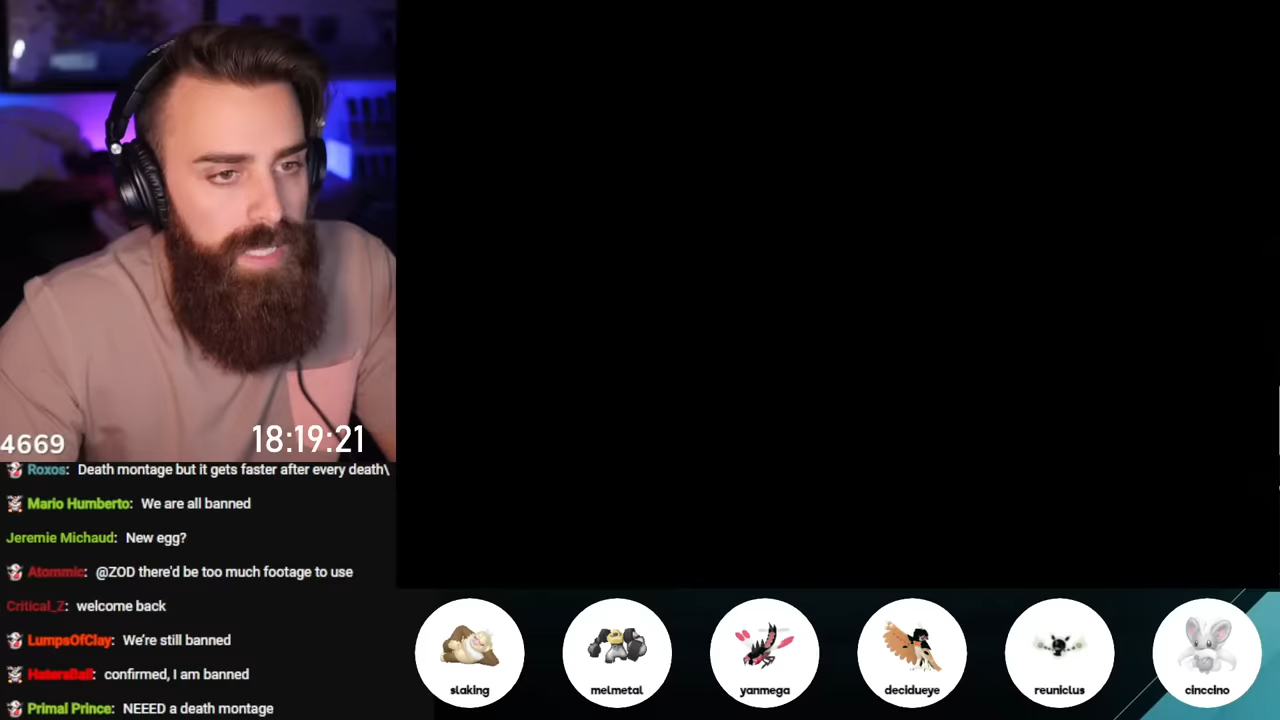 4669
18:19:21
Roxos: Death montage but it gets faster after every death\
Mario Humberto: We are all banned
Jeremie Michaud: New egg?
Atommic: @ZOD there'd be too much footage to use
Critical_Z: welcome back
LumpsOfClay: We're still banned
HatersBall: confirmed, I am banned
Primal Prince: NEEED a death montage
slaking
melmetal
yanmega
decidueye
reuniclus
cinccino